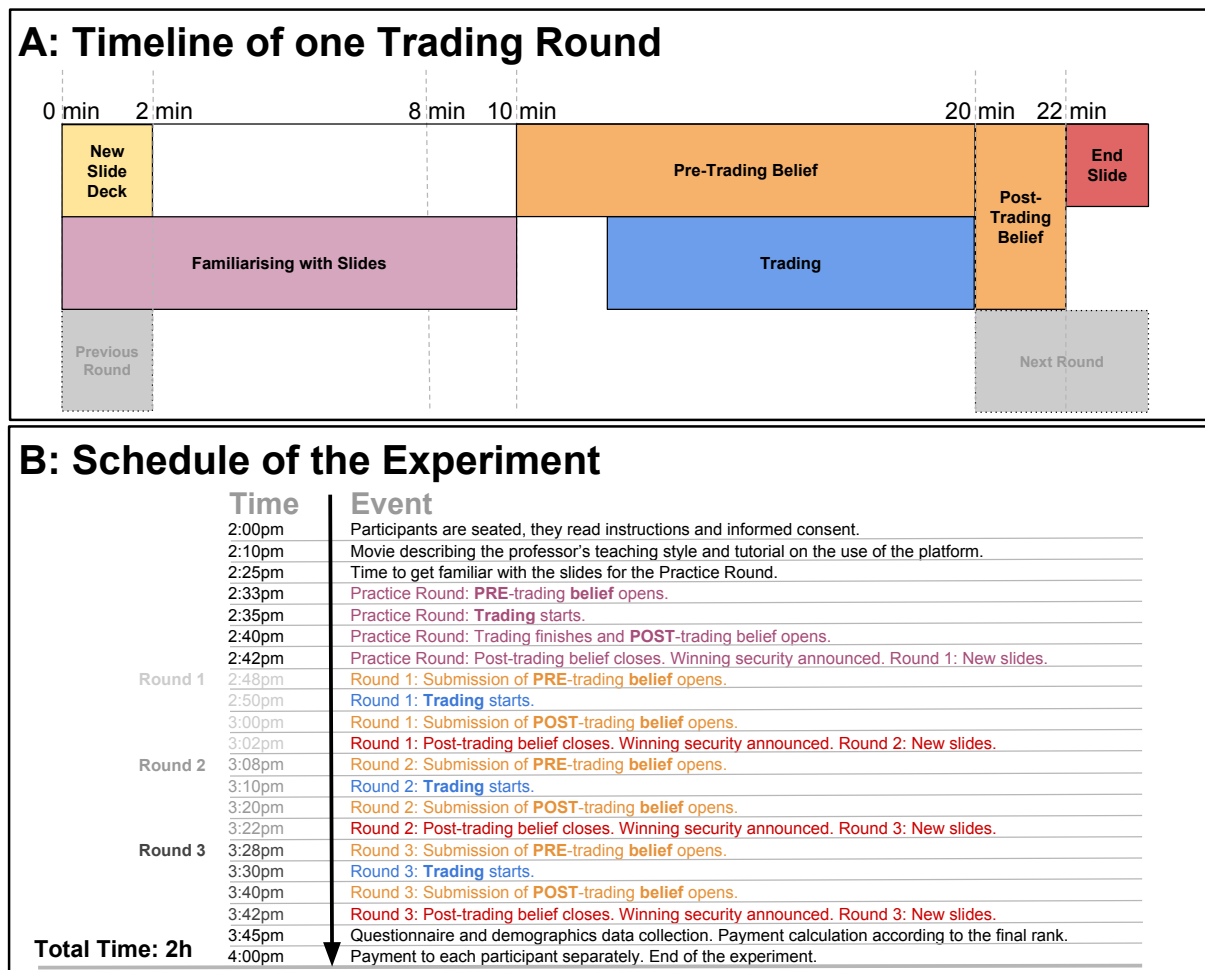 A: Timeline of one Trading Round
0 min 2 min 8 min 10 min 20 min 22 min
New
Slide
Deck
Pre-Trading Belief
End
Slide
Post-
Trading
Belief
Familiarising with Slides
Trading
Previous
Round
Next Round
B: Schedule of the Experiment
Time Event
2:00pm Participants are seated, they read instructions and informed consent.
2:10pm Movie describing the professor's teaching style and tutorial on the use of the platform.
2:25pm Time to get familiar with the slides for the Practice Round.
2:33pm Practice Round: PRE-trading belief opens.
2:35pm Practice Round: Trading starts.
2:40pm Practice Round: Trading finishes and POST-trading belief opens.
2:42pm Practice Round: Post-trading belief closes. Winning security announced. Round 1: New slides.
Round 1 2:48pm Round 1: Submission of PRE-trading belief opens.
2:50pm Round 1: Trading starts.
3:00pm Round 1: Submission of POST-trading belief opens.
3:02pm Round 1: Post-trading belief closes. Winning security announced. Round 2: New slides.
Round 2 3:08pm Round 2: Submission of PRE-trading belief opens.
3:10pm Round 2: Trading starts.
3:20pm Round 2: Submission of POST-trading belief opens.
3:22pm Round 2: Post-trading belief closes. Winning security announced. Round 3: New slides.
Round 3 3:28pm Round 3: Submission of PRE-trading belief opens.
3:30pm Round 3: Trading starts.
3:40pm Round 3: Submission of POST-trading belief opens.
3:42pm Round 3: Post-trading belief closes. Winning security announced. Round 3: New slides.
3:45pm Questionnaire and demographics data collection. Payment calculation according to the final rank.
Total Time: 2h 4:00pm Payment to each participant separately. End of the experiment.